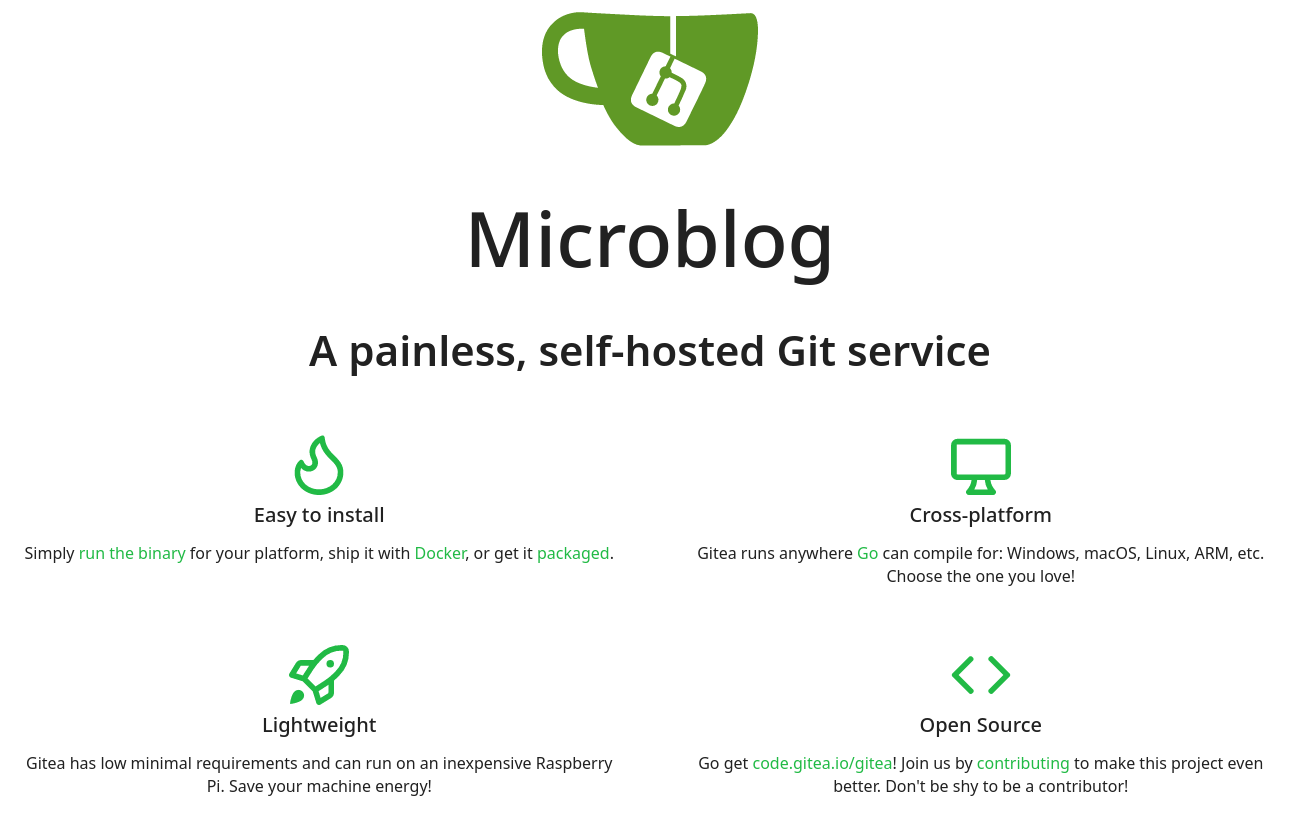 Microblog
A painless, self-hosted Git service
Easy to install
Simply run the binary for your platform, ship it with Docker, or get it packaged.
Cross-platform
Gitea runs anywhere Go can compile for: Windows, macOS, Linux, ARM, etc.
Choose the one you love!
Lightweight
Gitea has low minimal requirements and can run on an inexpensive Raspberry
Pi. Save your machine energy!
Open Source
Go get code.gitea.io/gitea! Join us by contributing to make this project even
better. Don't be shy to be a contributor!